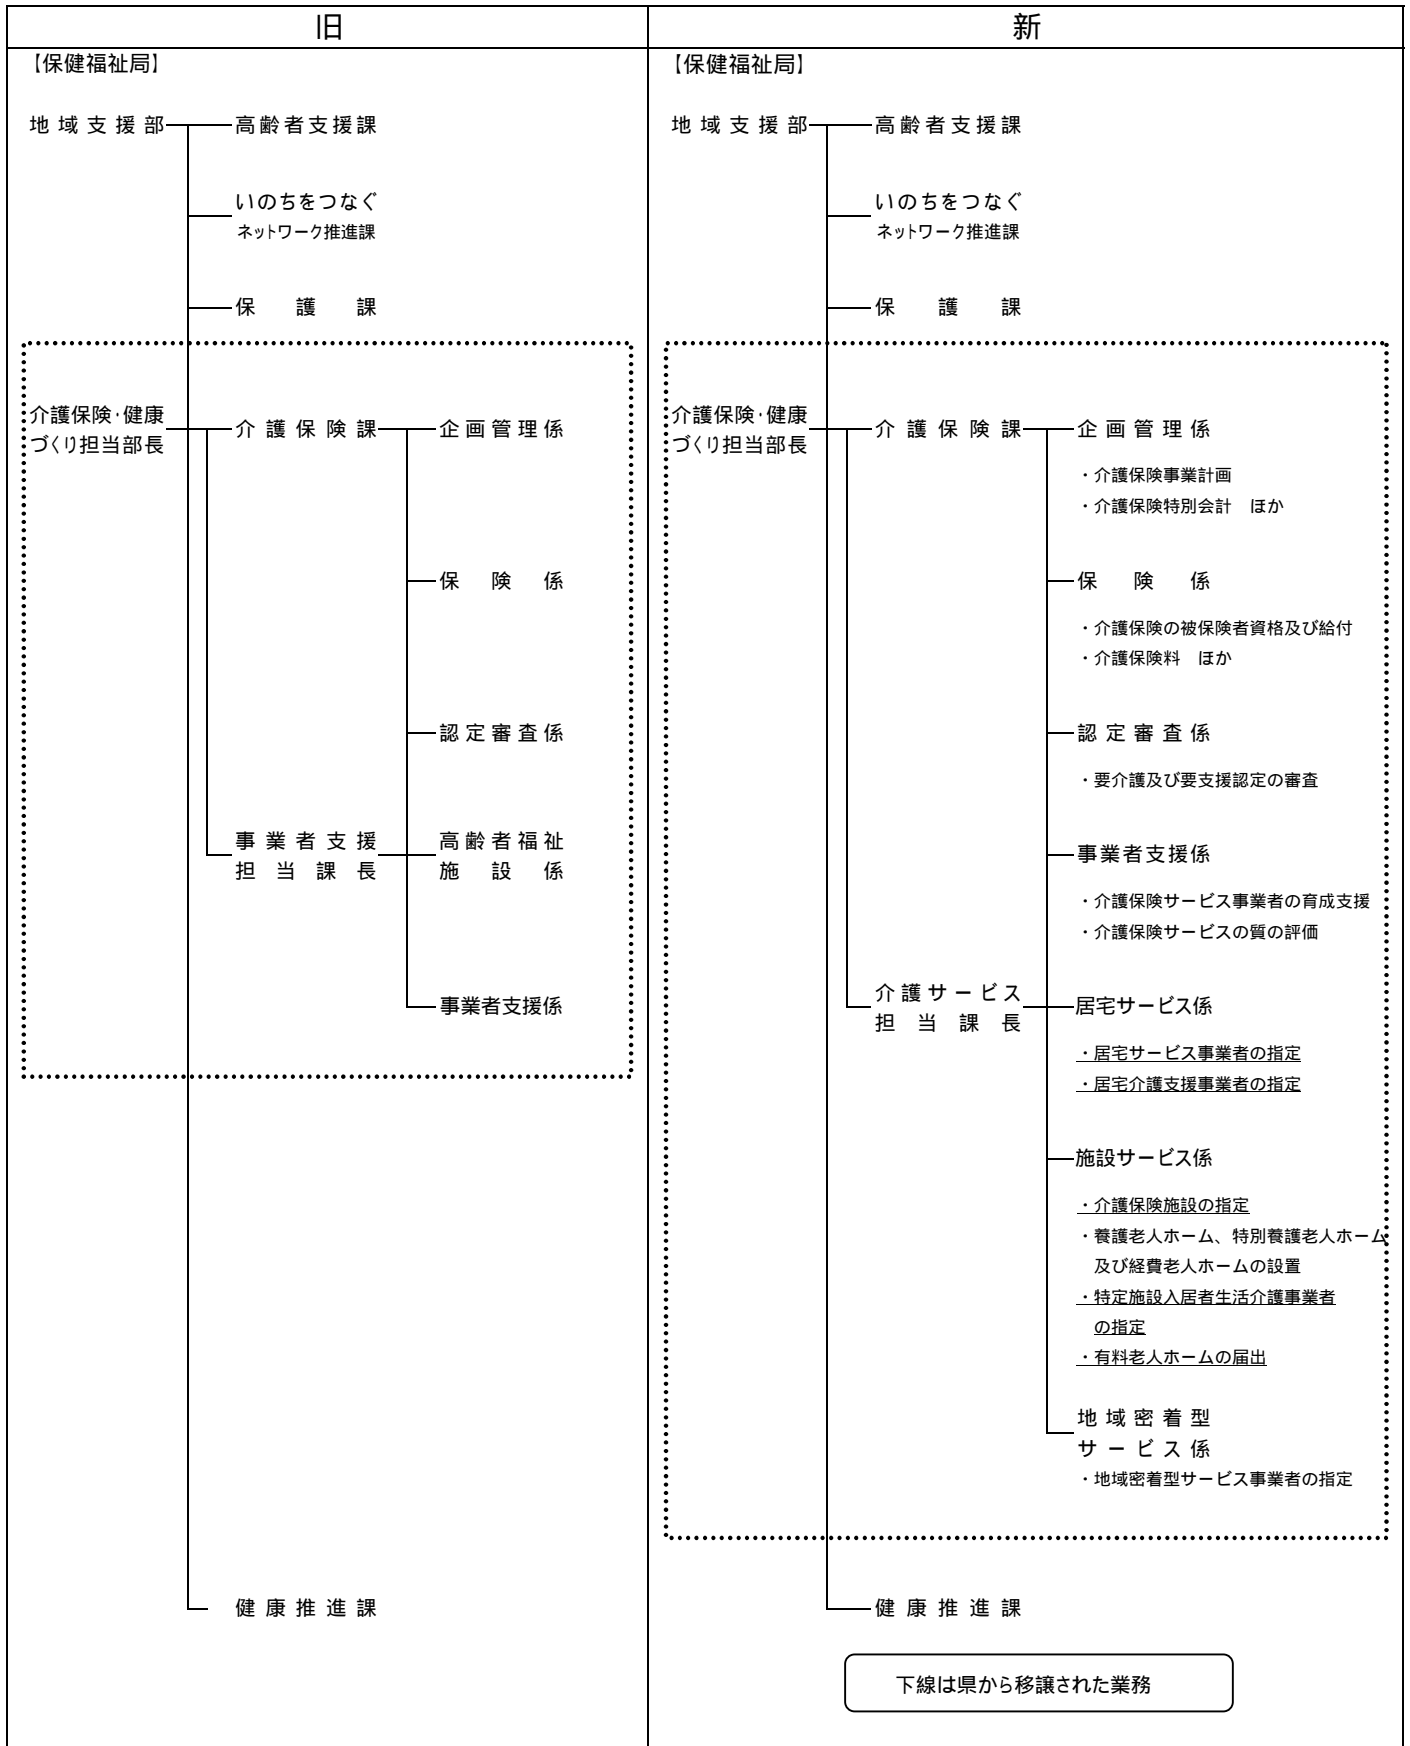 旧
【保健福祉局】
地域支援部
高齢者支援課
いのちをつなぐ
ネットワーク推進課
保護課
介護保険・健康
づくり担当部長
介護保険課
企画管理係
保険係
認定審査係
事業者支援
担当課長
高齢者福祉
施設係
事業者支援係
健康推進課
新
【保健福祉局】
地域支援部
高齢者支援課
いのちをつなぐ
ネットワーク推進課
保護課
介護保険・健康
づくり担当部長
介護保険課
企画管理係
・介護保険事業計画
・介護保険特別会計　ほか
保険係
・介護保険の被保険者資格及び給付
・介護保険料　ほか
認定審査係
・要介護及び要支援認定の審査
事業者支援係
・介護保険サービス事業者の育成支援
・介護保険サービスの質の評価
介護サービス
担当課長
居宅サービス係
・居宅サービス事業者の指定
・居宅介護支援事業者の指定
施設サービス係
・介護保険施設の指定
・養護老人ホーム、特別養護老人ホーム
及び経費老人ホームの設置
・特定施設入居者生活介護事業者
の指定
・有料老人ホームの届出
地域密着型
サービス係
・地域密着型サービス事業者の指定
健康推進課
下線は県から移譲された業務